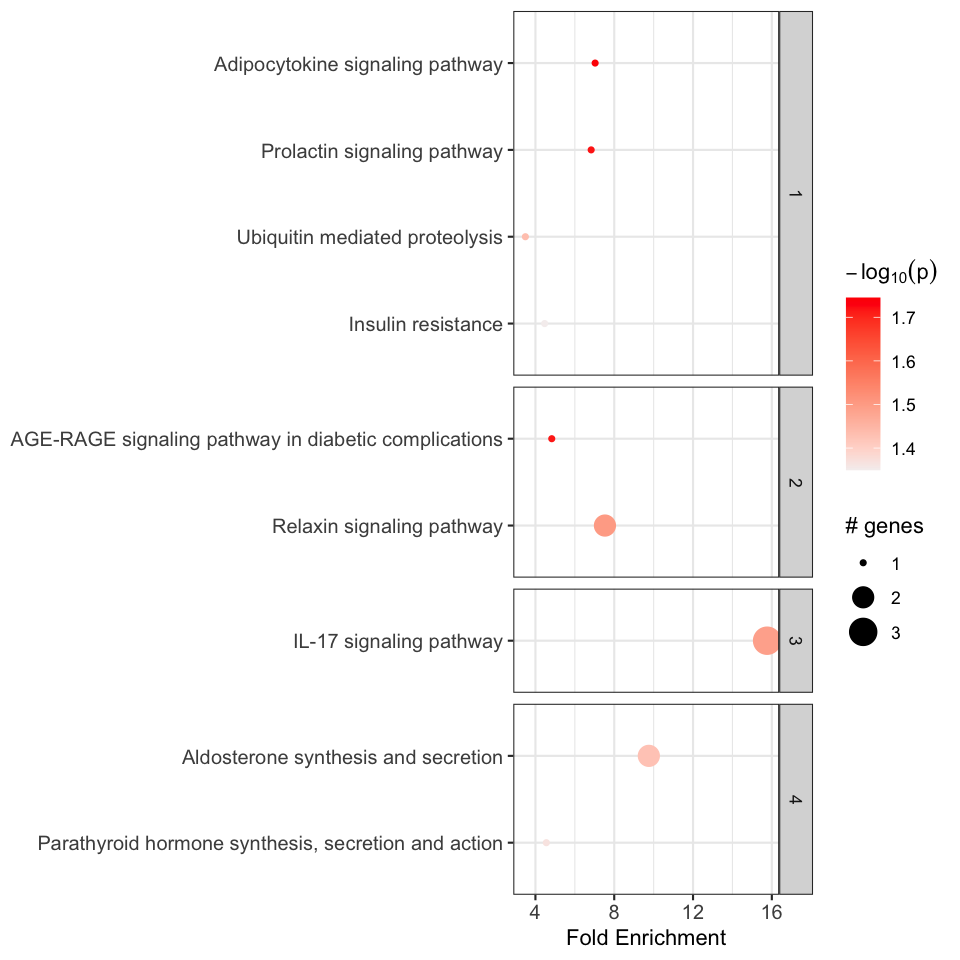 Adipocytokine signaling pathway
Prolactin signaling pathway
Ubiquitin mediated proteolysis
Insulin resistance
1
AGE-RAGE signaling pathway in diabetic complications
Relaxin signaling pathway
2
IL-17 signaling pathway
3
Aldosterone synthesis and secretion
Parathyroid hormone synthesis, secretion and action
4
4 8 12 16
Fold Enrichment
−log10(p)
1.7
1.6
1.5
1.4
# genes
1
2
3